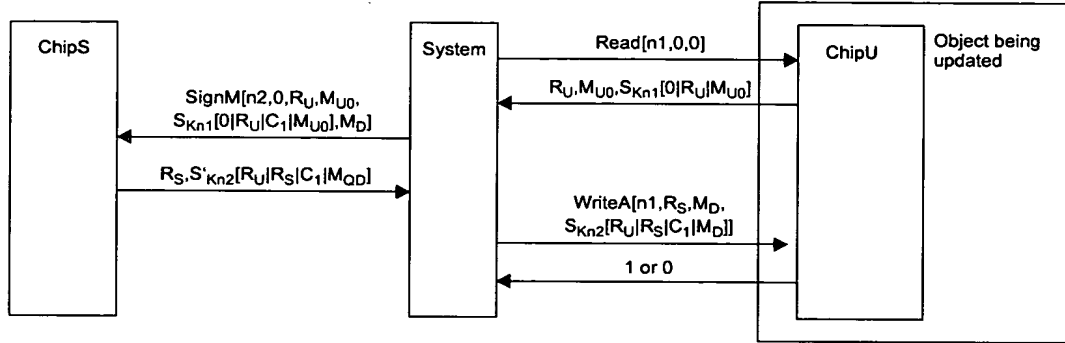 ChipS
System
ChipU
Object being
updated
Read[n1,0,0]
R_U,M_U0,S_Kn1[0|R_U|M_U0]
SignM[n2,0,R_U,M_U0,
S_Kn1[0|R_U|C_1|M_U0],M_D]
R_S,S‘_Kn2[R_U|R_S|C_1|M_QD]
WriteA[n1,R_S,M_D,
S_Kn2[R_U|R_S|C_1|M_D]]
1 or 0